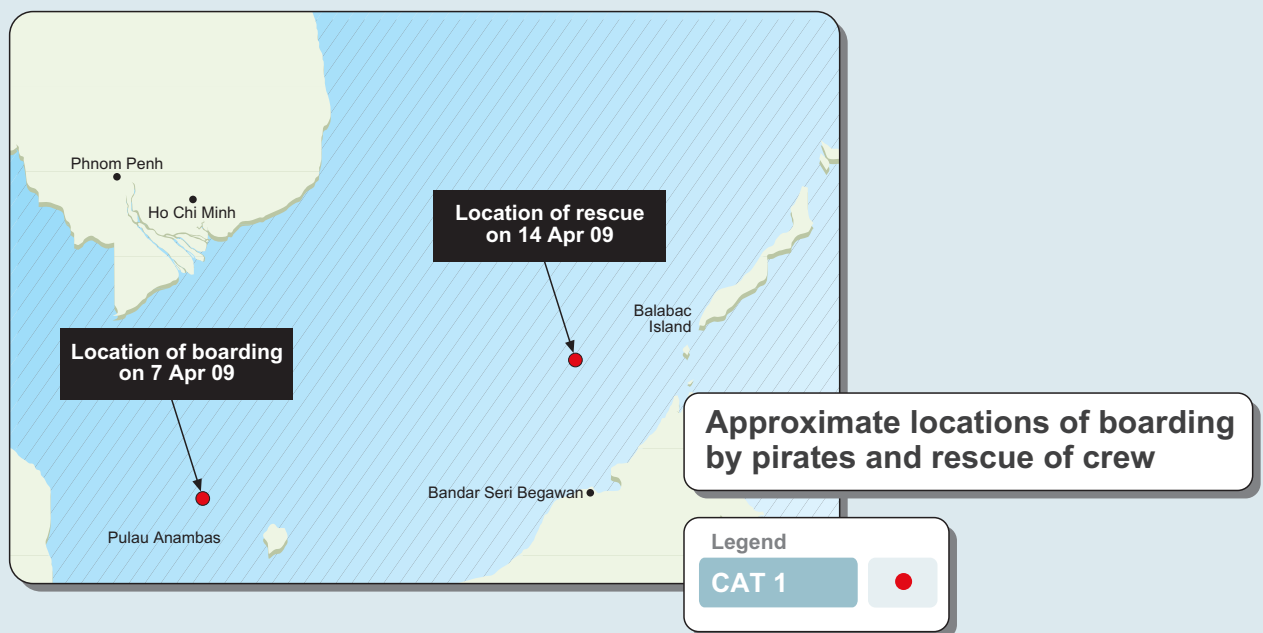 Phnom Penh
Ho Chi Minh
Location of rescue
on 14 Apr 09
Balabac
Island
Location of boarding
on 7 Apr 09
Approximate locations of boarding
by pirates and rescue of crew
Bandar Seri Begawan
Pulau Anambas
Legend
CAT 1